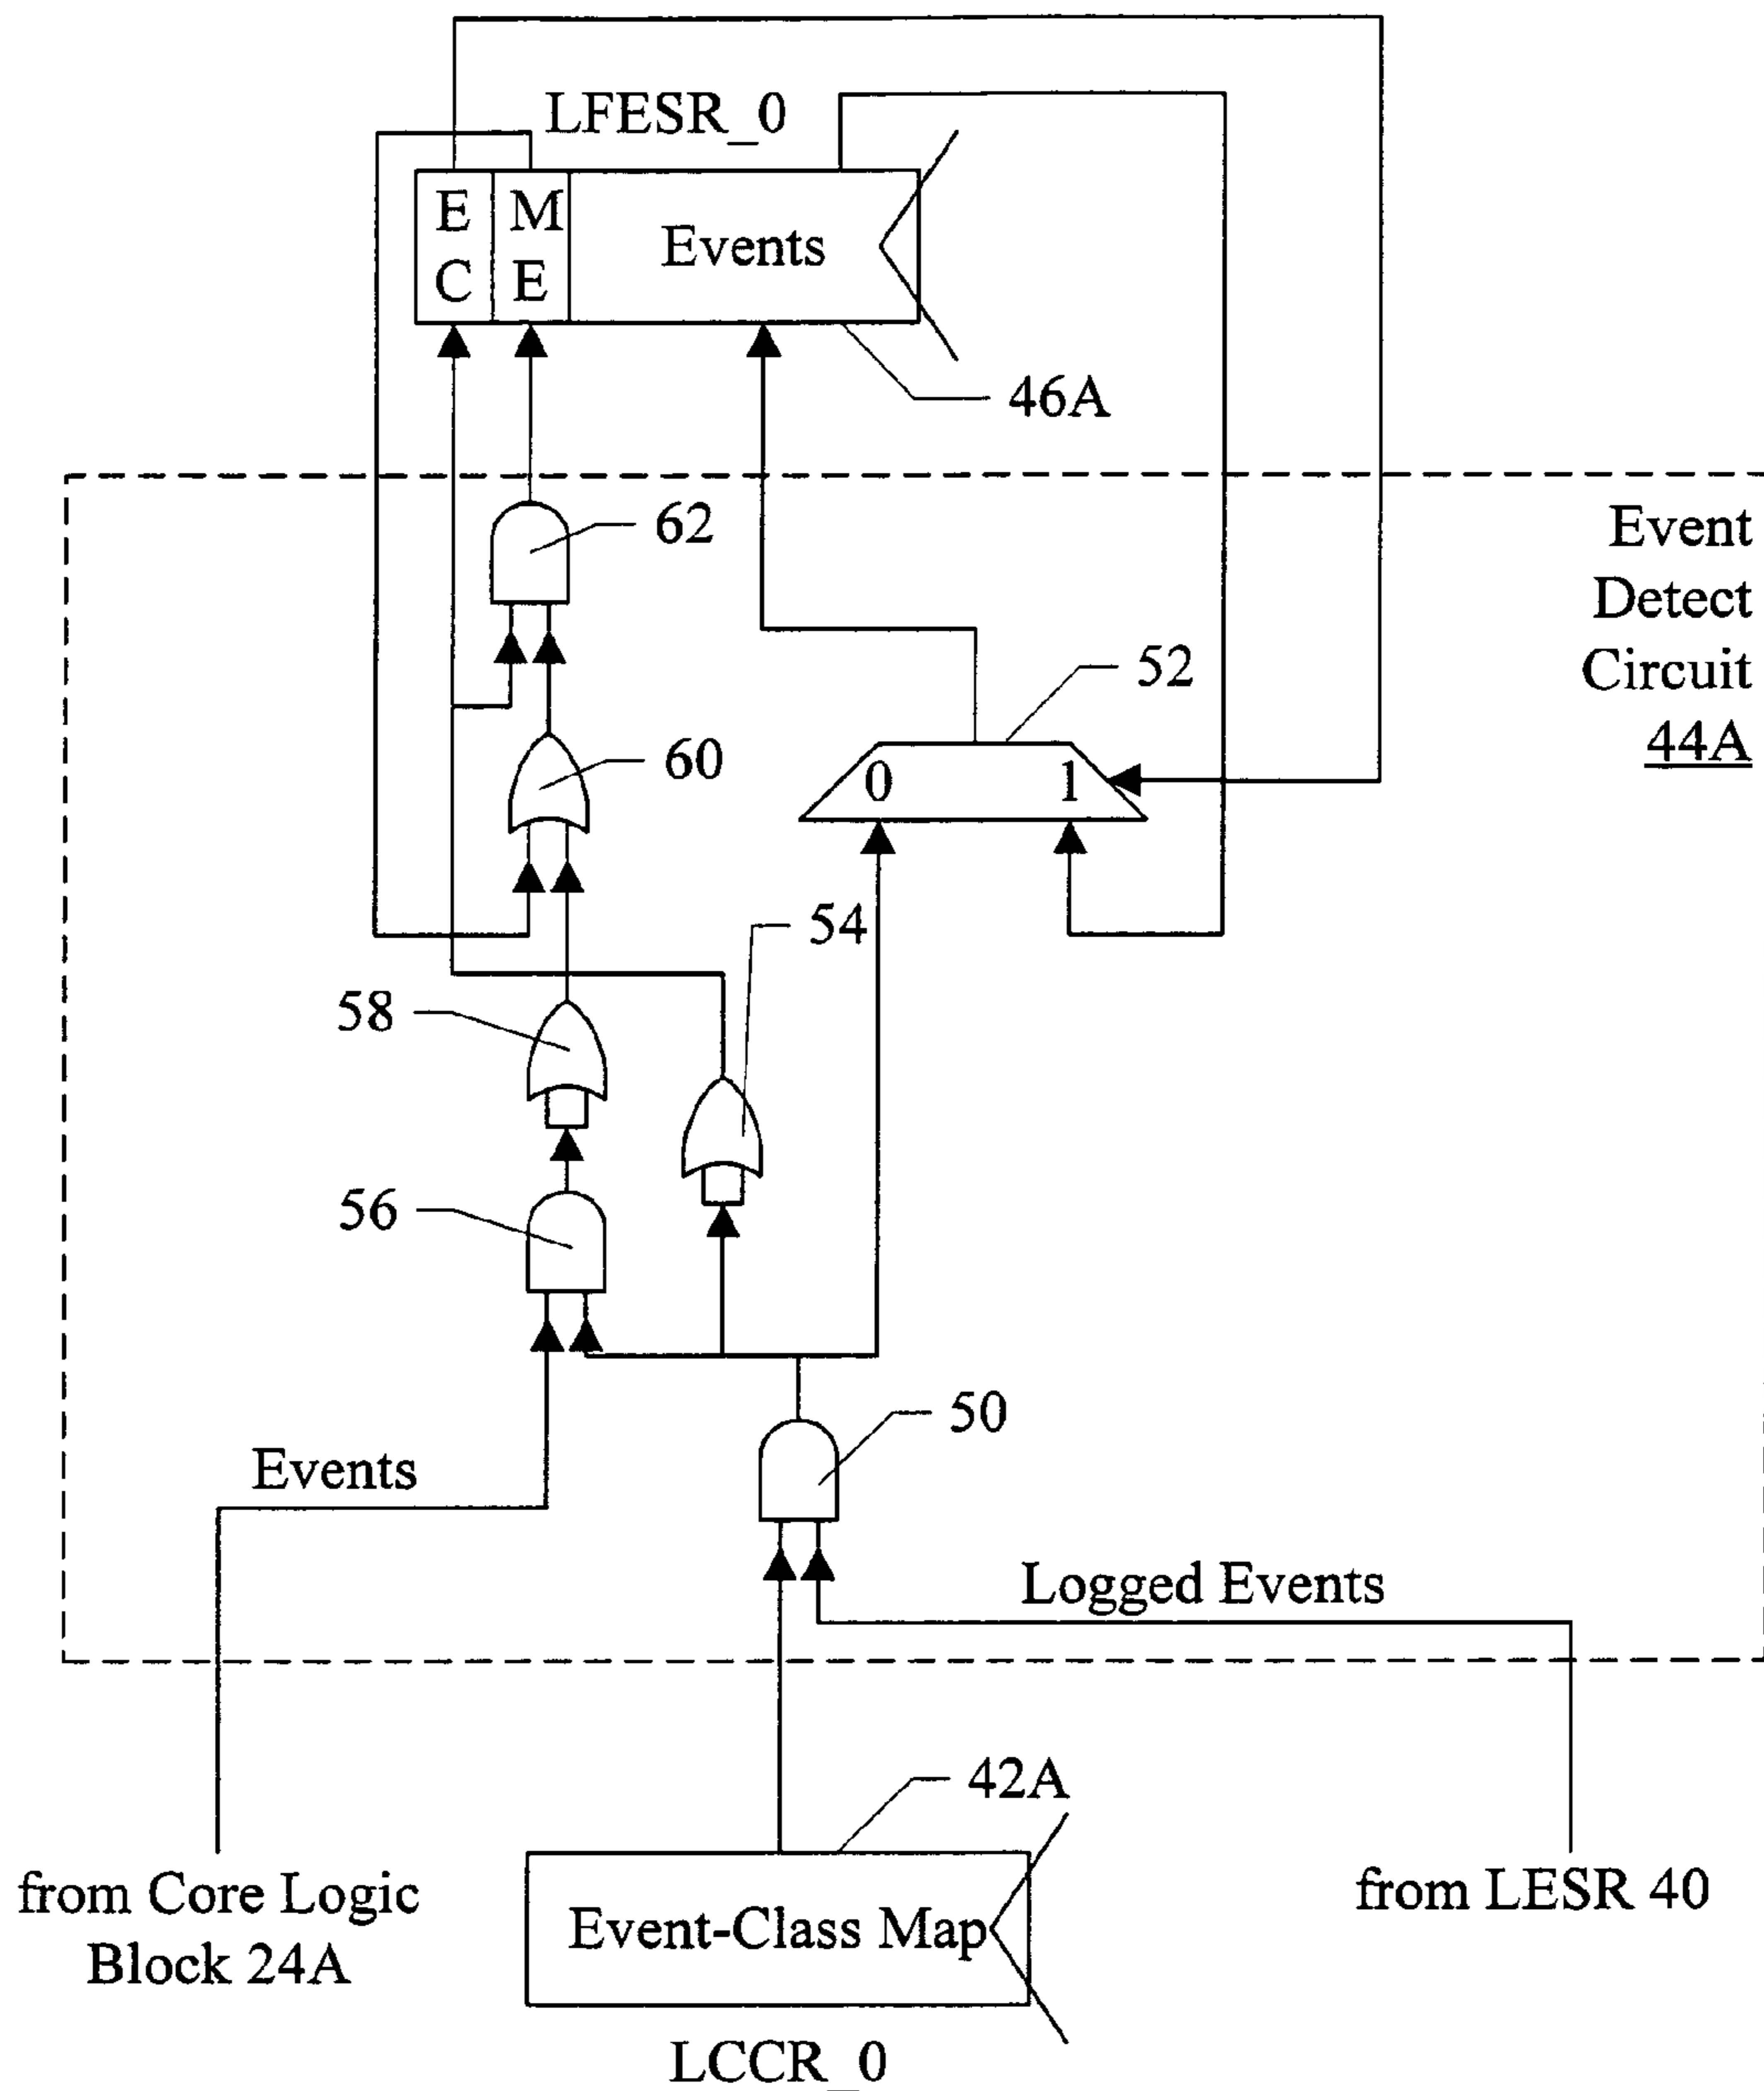 LFESR_0
E
C
M
E
Events
46A
62
Event
Detect
Circuit
44A
52
60
0
1
54
58
56
50
Events
Logged Events
42A
from Core Logic
Block 24A
Event-Class Map
from LESR 40
LCCR_0